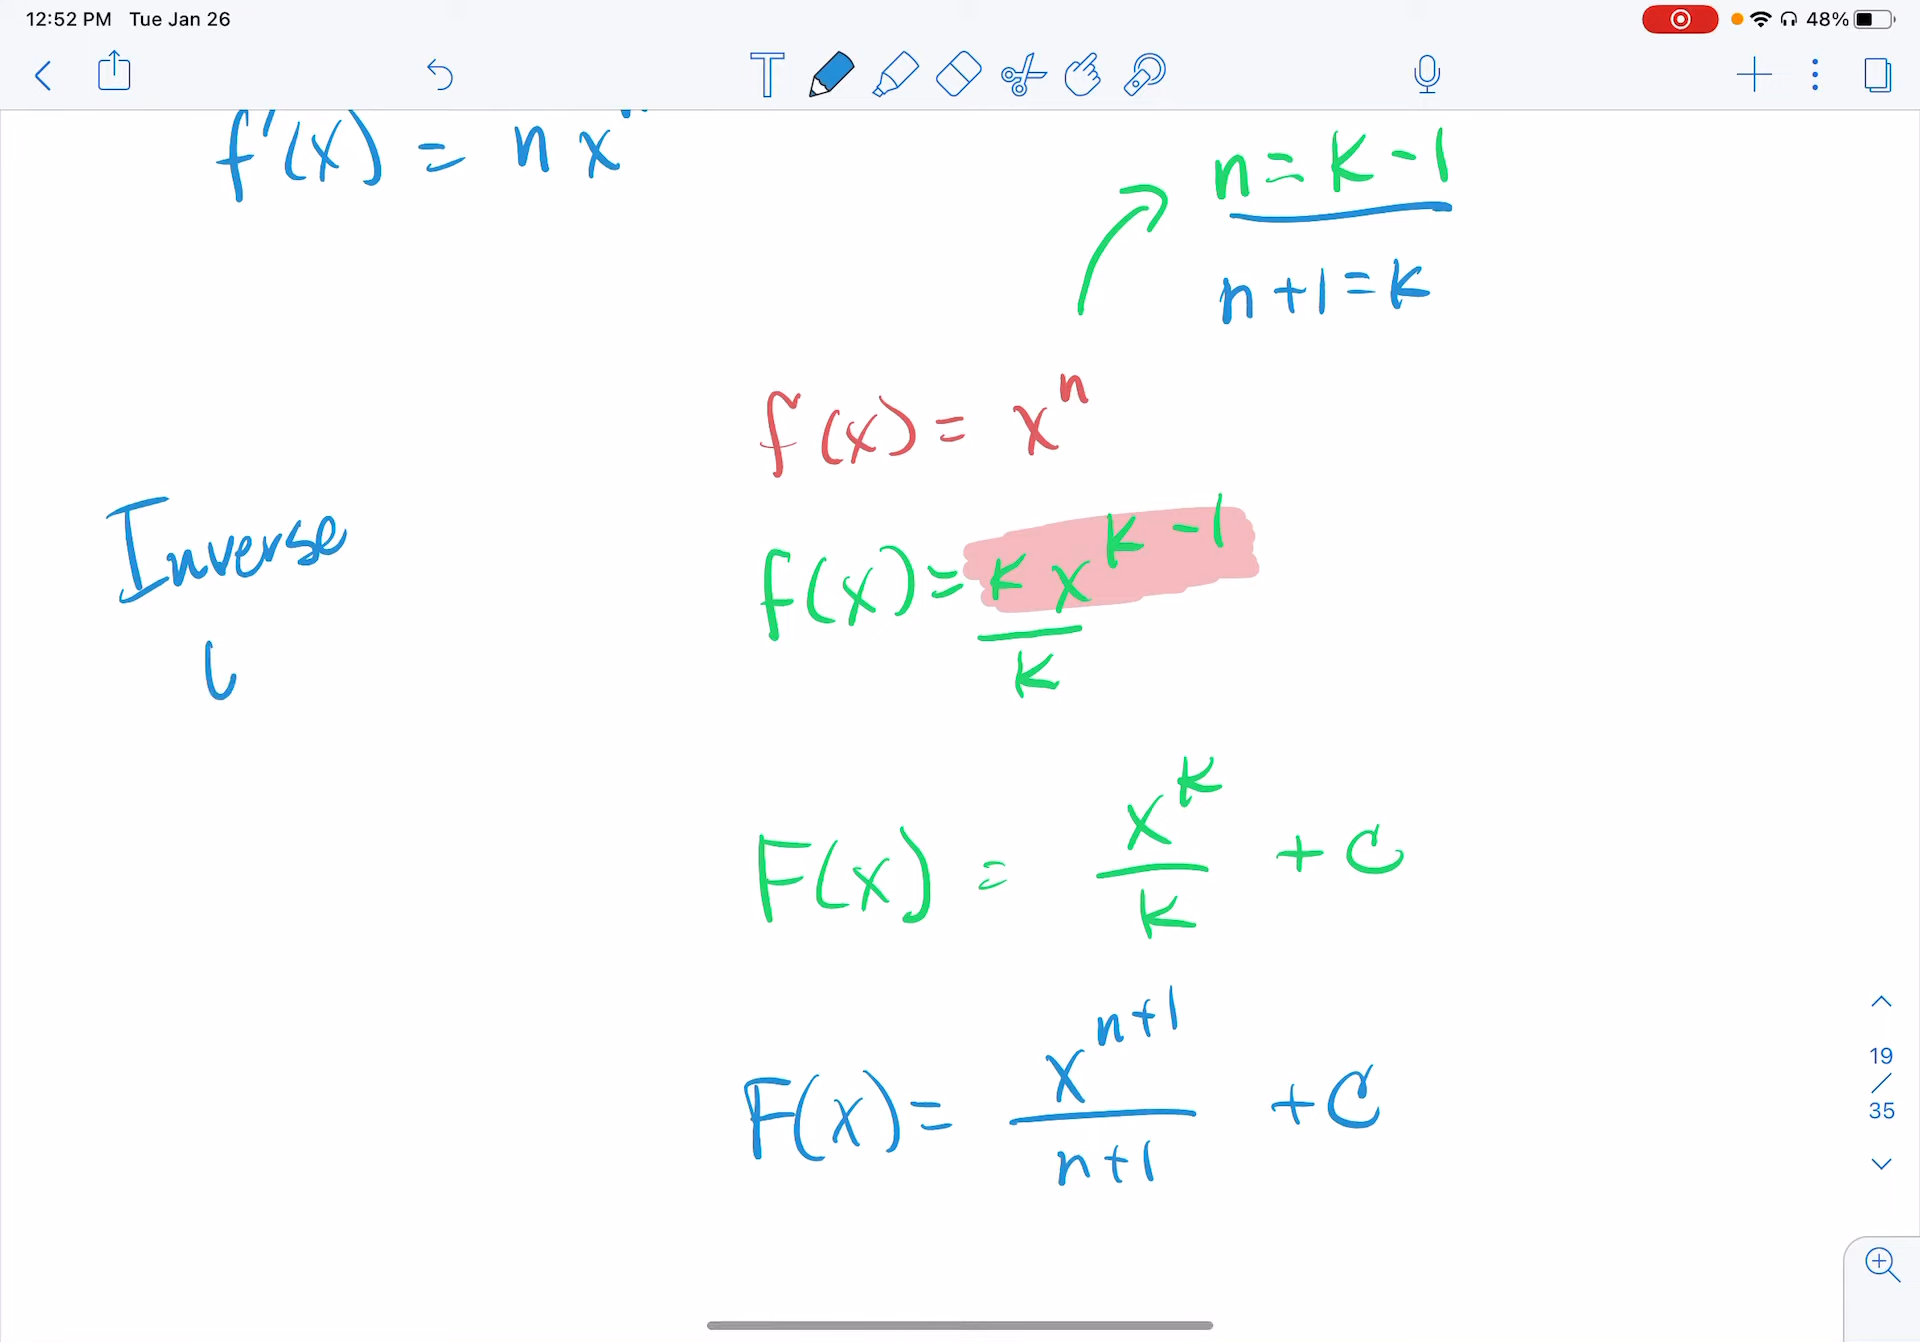 12:52 PM Tue Jan 26
48%
T
f'(x) = n x
n = k - 1
n + 1 = k
f(x) = x^n
Inverse
f(x) = k x^{k - 1} / k
F(x) = x^k / k + C
F(x) = x^{n+1} / n+1 + C
19
/
35